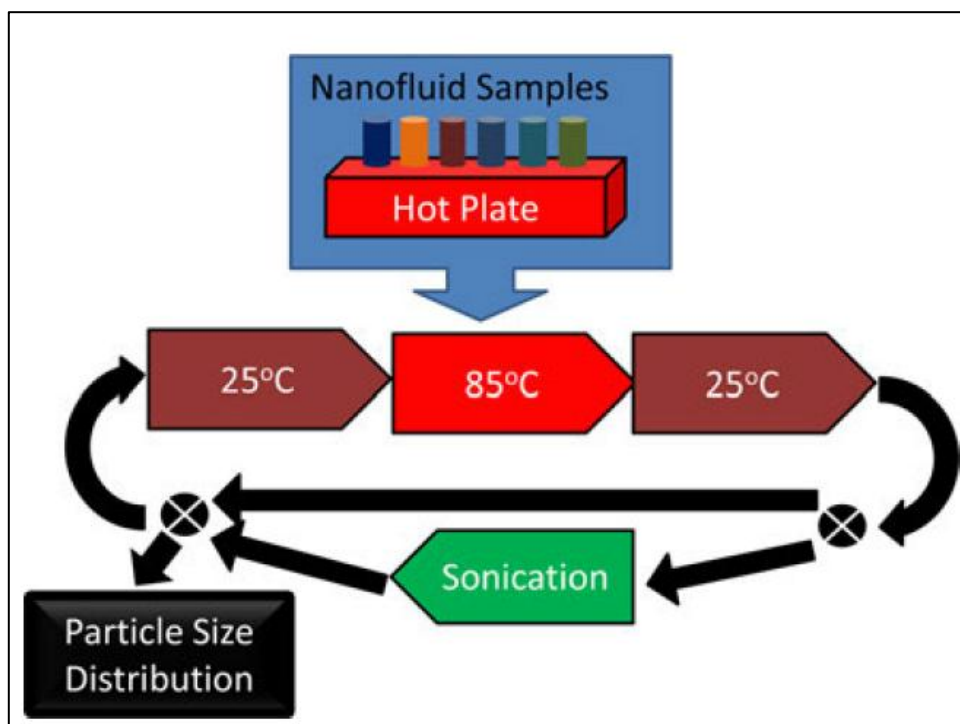 Nanofluid Samples
Hot Plate
25°C
85°C
25°C
Sonication
Particle Size
Distribution